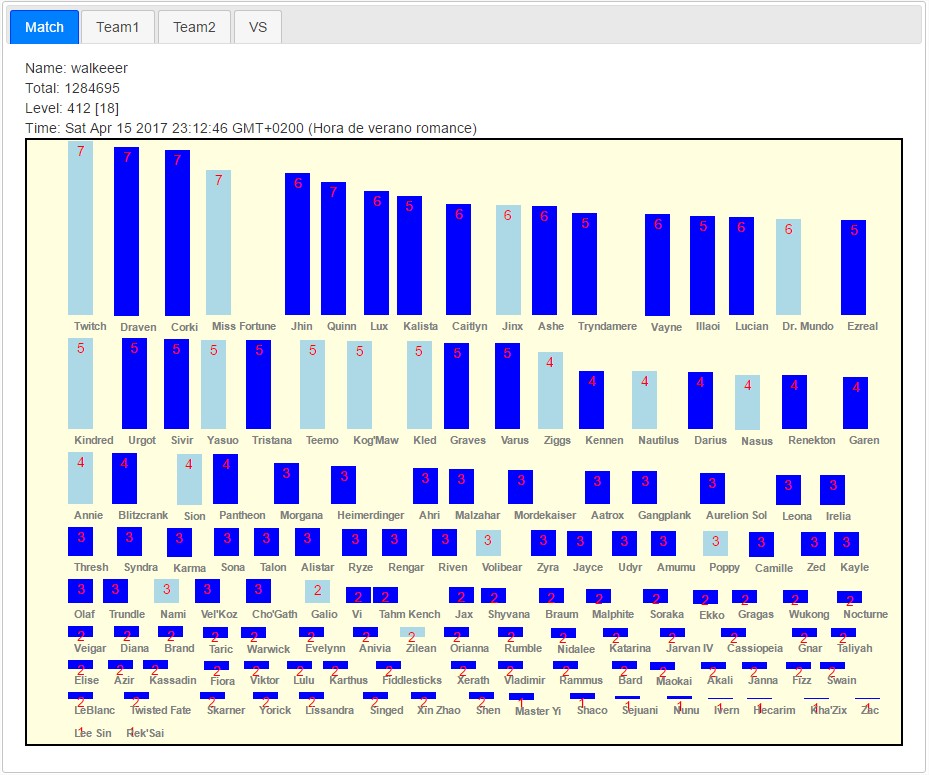 Match Team1 Team2 VS
Name: walkeeer
Total: 1284695
Level: 412 [18]
Time: Sat Apr 15 2017 23:12:46 GMT+0200 (Hora de verano romance)
7 7 7 7 6 7 6 5 6 6 6 5 6 5 6 6 5
Twitch Draven Corki Miss Fortune Jhin Quinn Lux Kalista Caitlyn Jinx Ashe Tryndamere Vayne Illaoi Lucian Dr. Mundo Ezreal
5 5 5 5 5 5 5 5 5 5 4 4 4 4 4 4 4
Kindred Urgot Sivir Yasuo Tristana Teemo Kog'Maw Kled Graves Varus Ziggs Kennen Nautilus Darius Nasus Renekton Garen
4 4 4 4 3 3 3 3 3 3 3 3 3 3
Annie Blitzcrank Sion Pantheon Morgana Heimerdinger Ahri Malzahar Mordekaiser Aatrox Gangplank Aurelion Sol Leona Irelia
3 3 3 3 3 3 3 3 3 3 3 3 3 3 3 3 3 3
Thresh Syndra Karma Sona Talon Alistar Ryze Rengar Riven Volibear Zyra Jayce Udyr Amumu Poppy Camille Zed Kayle
3 3 3 3 3 2 2 2 2 2 2 2 2 2 2 2 2
Olaf Trundle Nami Vel'Koz Cho'Gath Galio Vi Tahm Kench Jax Shyvana Braum Malphite Soraka Ekko Gragas Wukong Nocturne
2 2 2 2 2 2 2 2 2 2 2 2 2 2 2 2
Veigar Diana Brand Taric Warwick Evelynn Anivia Zilean Orianna Rumble Nidalee Katarina Jarvan IV Cassiopeia Gnar Taliyah
2 2 2 2 2 2 2 2 2 2 2 2 2 2 2 2 2
Elise Azir Kassadin Fiora Viktor Lulu Karthus Fiddlesticks Xerath Vladimir Rammus Bard Maokai Akali Janna Fizz Swain
2 2 2 2 2 2 2 2 1 1 1 1 1 1 1 1
LeBlanc Twisted Fate Skarner Yorick Lissandra Singed Xin Zhao Shen Master Yi Shaco Sejuani Nunu Ivern Hecarim Kha'Zix Zac
1 1
Lee Sin Rek'Sai